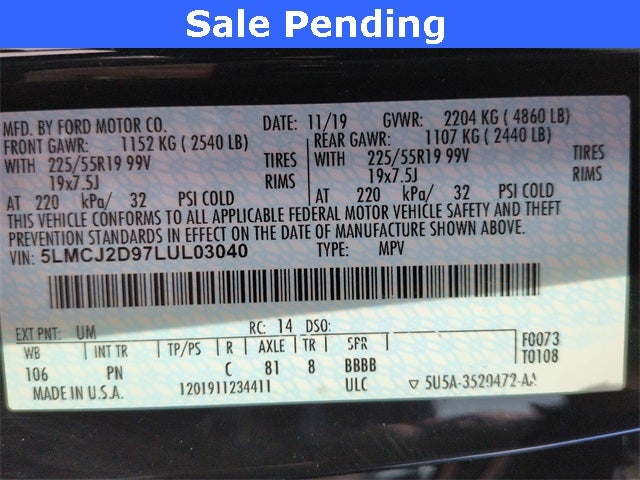 Sale Pending
MFD. BY FORD MOTOR CO. DATE: 11/19 GVWR: 2204 KG ( 4860 LB)
FRONT GAWR: 1152 KG ( 2540 LB) REAR GAWR: 1107 KG ( 2440 LB)
WITH 225/55R19 99V TIRES WITH 225/55R19 99V TIRES
19x7.5J RIMS 19x7.5J RIMS
AT 220 kPa/ 32 PSI COLD AT 220 kPa/ 32 PSI COLD
THIS VEHICLE CONFORMS TO ALL APPLICABLE FEDERAL MOTOR VEHICLE SAFETY AND THEFT
PREVENTION STANDARDS IN EFFECT ON THE DATE OF MANUFACTURE SHOWN ABOVE.
VIN: 5LMCJ2D97LUL03040 TYPE: MPV
EXT PNT: UM RC: 14 DSO: F0073
WB INT TR TP/PS R AXLE TR SPR T0108
106 PN C 81 8 BBBB
MADE IN U.S.A. 1201911234411 ULC ▽ 5U5A-3520472-AA